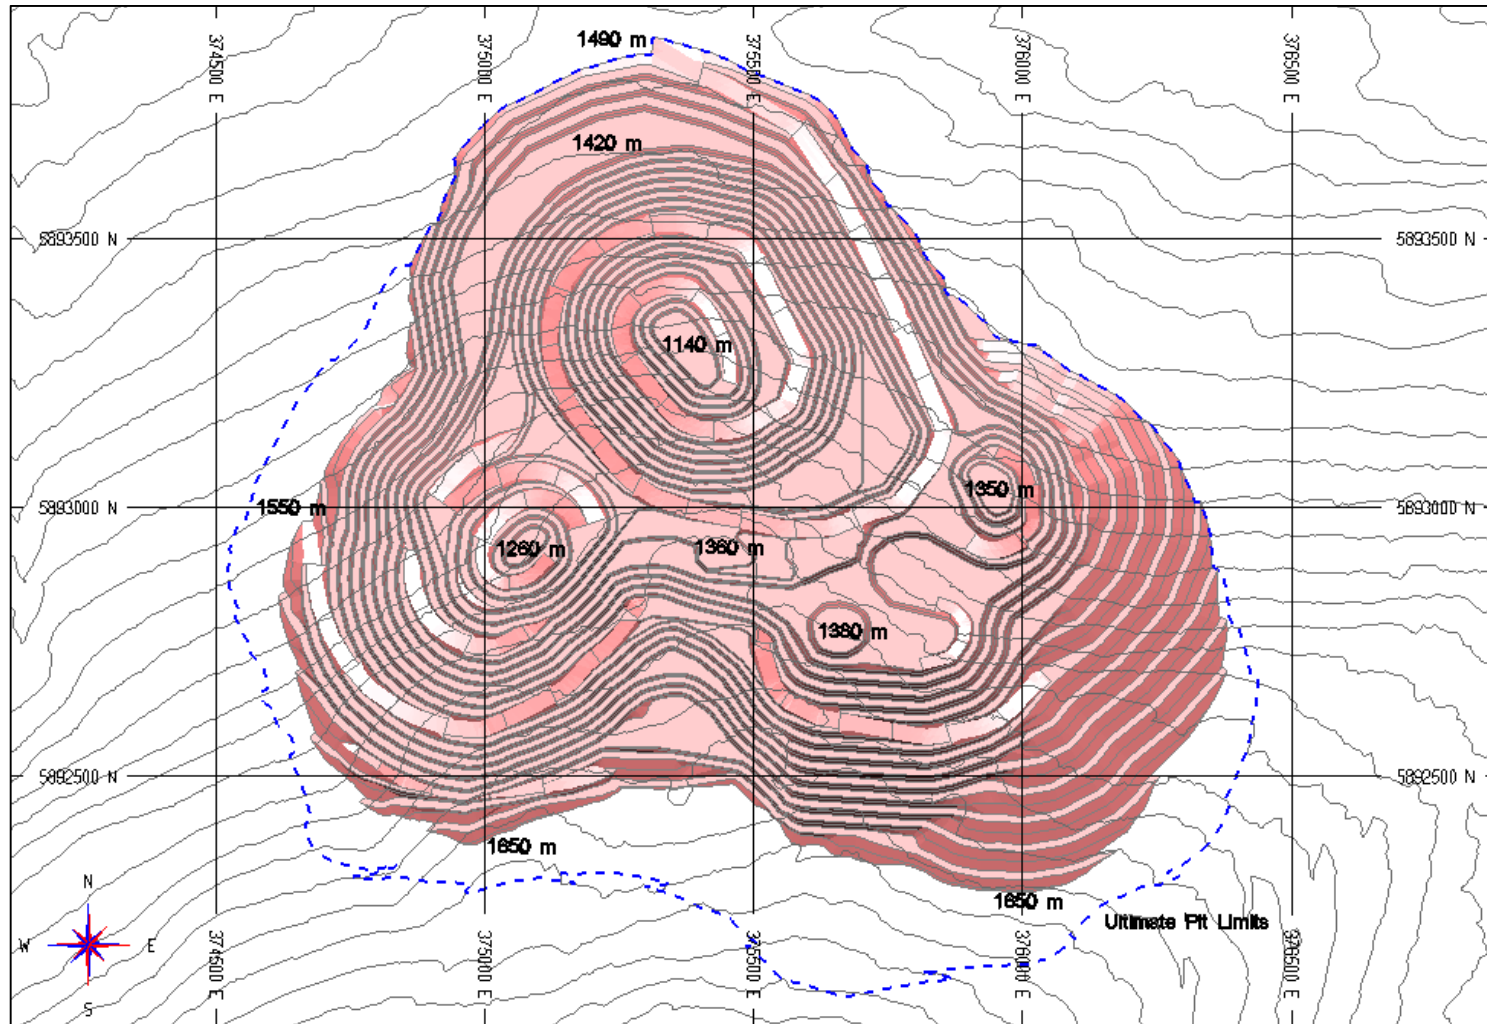 374500 E
375000 E
375500 E
376000 E
376500 E
1490 m
1420 m
5893500 N
5893500 N
1140 m
1350 m
1550 m
5893000 N
5893000 N
1260 m
1360 m
1380 m
5892500 N
5892500 N
1650 m
1650 m
Ultimate Pit Limits
N
W
E
S
374500 E
375000 E
375500 E
376000 E
376500 E